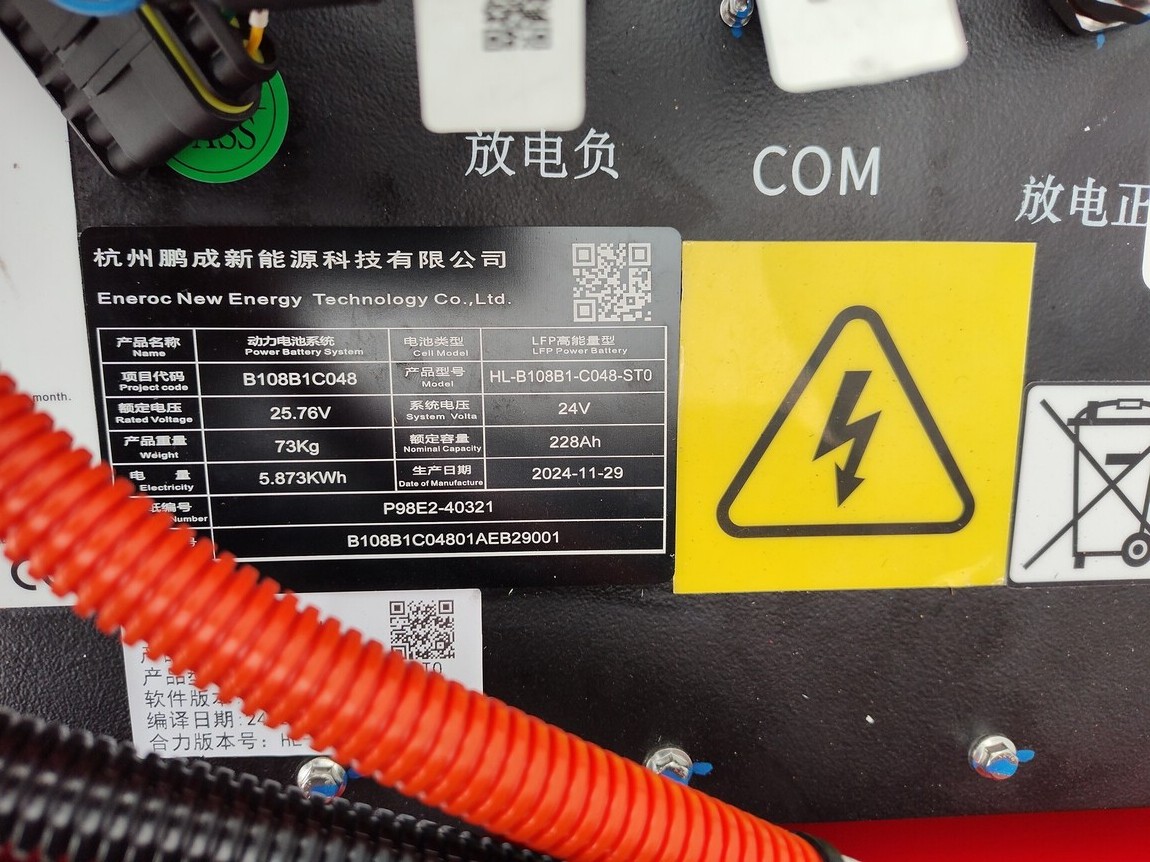 放电负
COM
放电正
杭州鹏成新能源科技有限公司
Eneroc New Energy Technology Co.,Ltd.
产品名称 Name 动力电池系统 Power Battery System 电池类型 Cell Model LFP高能量型 LFP Power Battery
项目代码 Project code B108B1C048 产品型号 Model HL-B108B1-C048-ST0
额定电压 Rated Voltage 25.76V 系统电压 System Volta 24V
产品重量 Weight 73Kg 额定容量 Nominal Capacity 228Ah
电 量 Electricity 5.873KWh 生产日期 Date of Manufacture 2024-11-29
编号 Number P98E2-40321
B108B1C04801AEB29001
month.
产品
软件版本
编译日期:24
合力版本号: HL